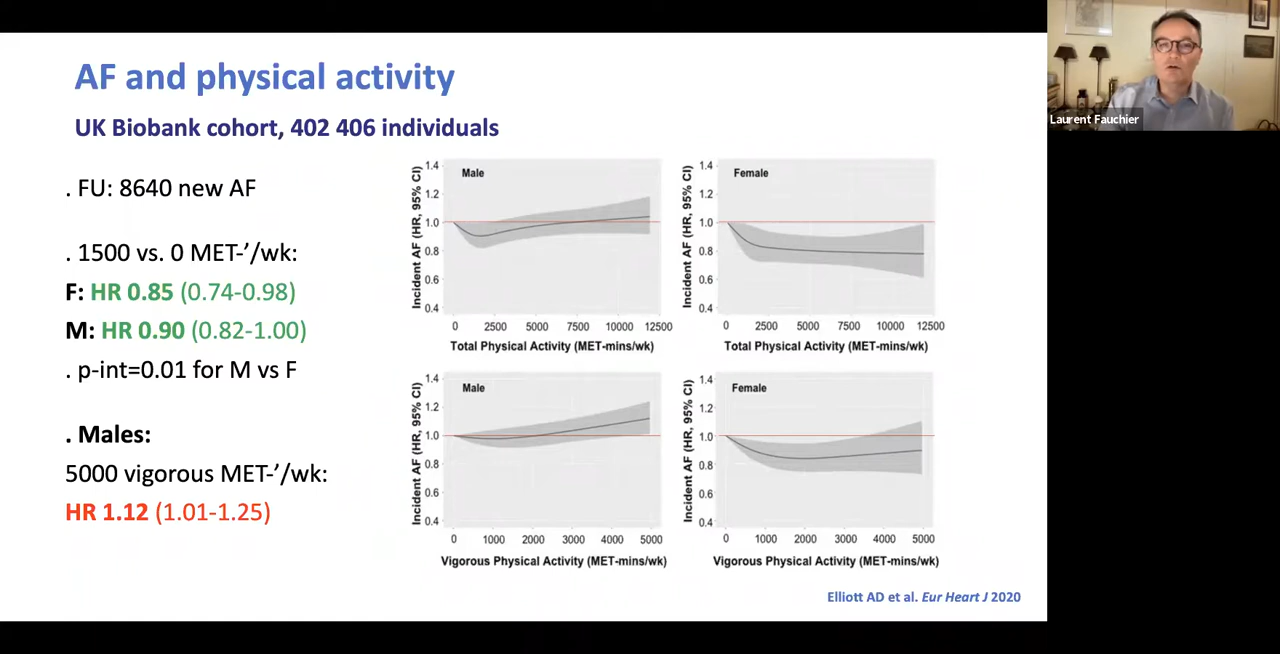 AF and physical activity
UK Biobank cohort, 402 406 individuals
. FU: 8640 new AF
. 1500 vs. 0 MET-’/wk:
F: HR 0.85 (0.74-0.98)
M: HR 0.90 (0.82-1.00)
. p-int=0.01 for M vs F
. Males:
5000 vigorous MET-’/wk:
HR 1.12 (1.01-1.25)
Incident AF (HR, 95% CI)
1.4
1.2
1.0
0.8
0.6
0.4
Male
0 2500 5000 7500 10000 12500
Total Physical Activity (MET-mins/wk)
Incident AF (HR, 95% CI)
1.4
1.2
1.0
0.8
0.6
0.4
Female
0 2500 5000 7500 10000 12500
Total Physical Activity (MET-mins/wk)
Incident AF (HR, 95% CI)
1.4
1.2
1.0
0.8
0.6
0.4
Male
0 1000 2000 3000 4000 5000
Vigorous Physical Activity (MET-mins/wk)
Incident AF (HR, 95% CI)
1.4
1.2
1.0
0.8
0.6
0.4
Female
0 1000 2000 3000 4000 5000
Vigorous Physical Activity (MET-mins/wk)
Elliott AD et al. Eur Heart J 2020
Laurent Fauchier